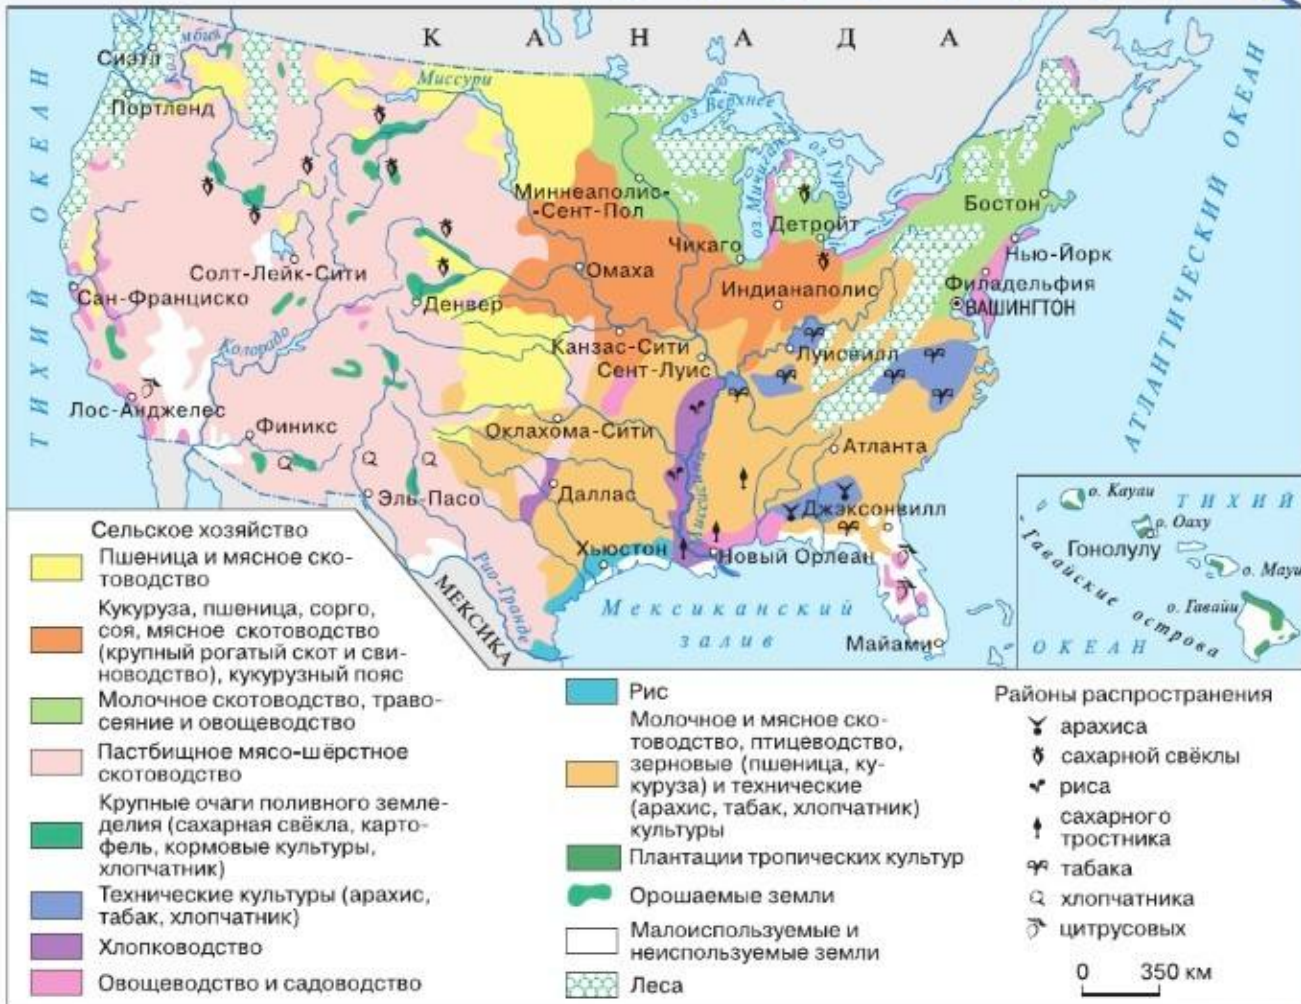 К А Н А Д А
ТИХИЙ ОКЕАН
АТЛАНТИЧЕСКИЙ ОКЕАН
Сиэтл
Портленд
Миссури
оз. Верхнее
оз. Мичиган
оз. Гурон
Миннеаполис-
-Сент-Пол
Бостон
Детройт
Чикаго
Нью-Йорк
Солт-Лейк-Сити
Омаха
Индианаполис
Филадельфия
ВАШИНГТОН
Сан-Франциско
Денвер
Колорадо
Канзас-Сити
Сент-Луис
Луисвилл
Лос-Анджелес
Финикс
Оклахома-Сити
Атланта
Миссисипи
Эль-Пасо
Даллас
Джэксонвилл
Хьюстон
Новый Орлеан
Рио-Гранде
МЕКСИКА
Мексиканский
залив
Майами
о. Кауаи
ТИХИЙ
о. Оаху
Гонолулу
о. Мауи
Гавайские острова
о. Гавайи
ОКЕАН
Сельское хозяйство
Пшеница и мясное ско-
товодство
Кукуруза, пшеница, сорго,
соя, мясное скотоводство
(крупный рогатый скот и сви-
новодство), кукурузный пояс
Молочное скотоводство, траво-
сеяние и овощеводство
Пастбищное мясо-шёрстное
скотоводство
Крупные очаги поливного земле-
делия (сахарная свёкла, карто-
фель, кормовые культуры,
хлопчатник)
Технические культуры (арахис,
табак, хлопчатник)
Хлопководство
Овощеводство и садоводство
Рис
Молочное и мясное ско-
товодство, птицеводство,
зерновые (пшеница, ку-
куруза) и технические
(арахис, табак, хлопчатник)
культуры
Плантации тропических культур
Орошаемые земли
Малоиспользуемые и
неиспользуемые земли
Леса
Районы распространения
арахиса
сахарной свёклы
риса
сахарного
тростника
табака
хлопчатника
цитрусовых
0 350 км